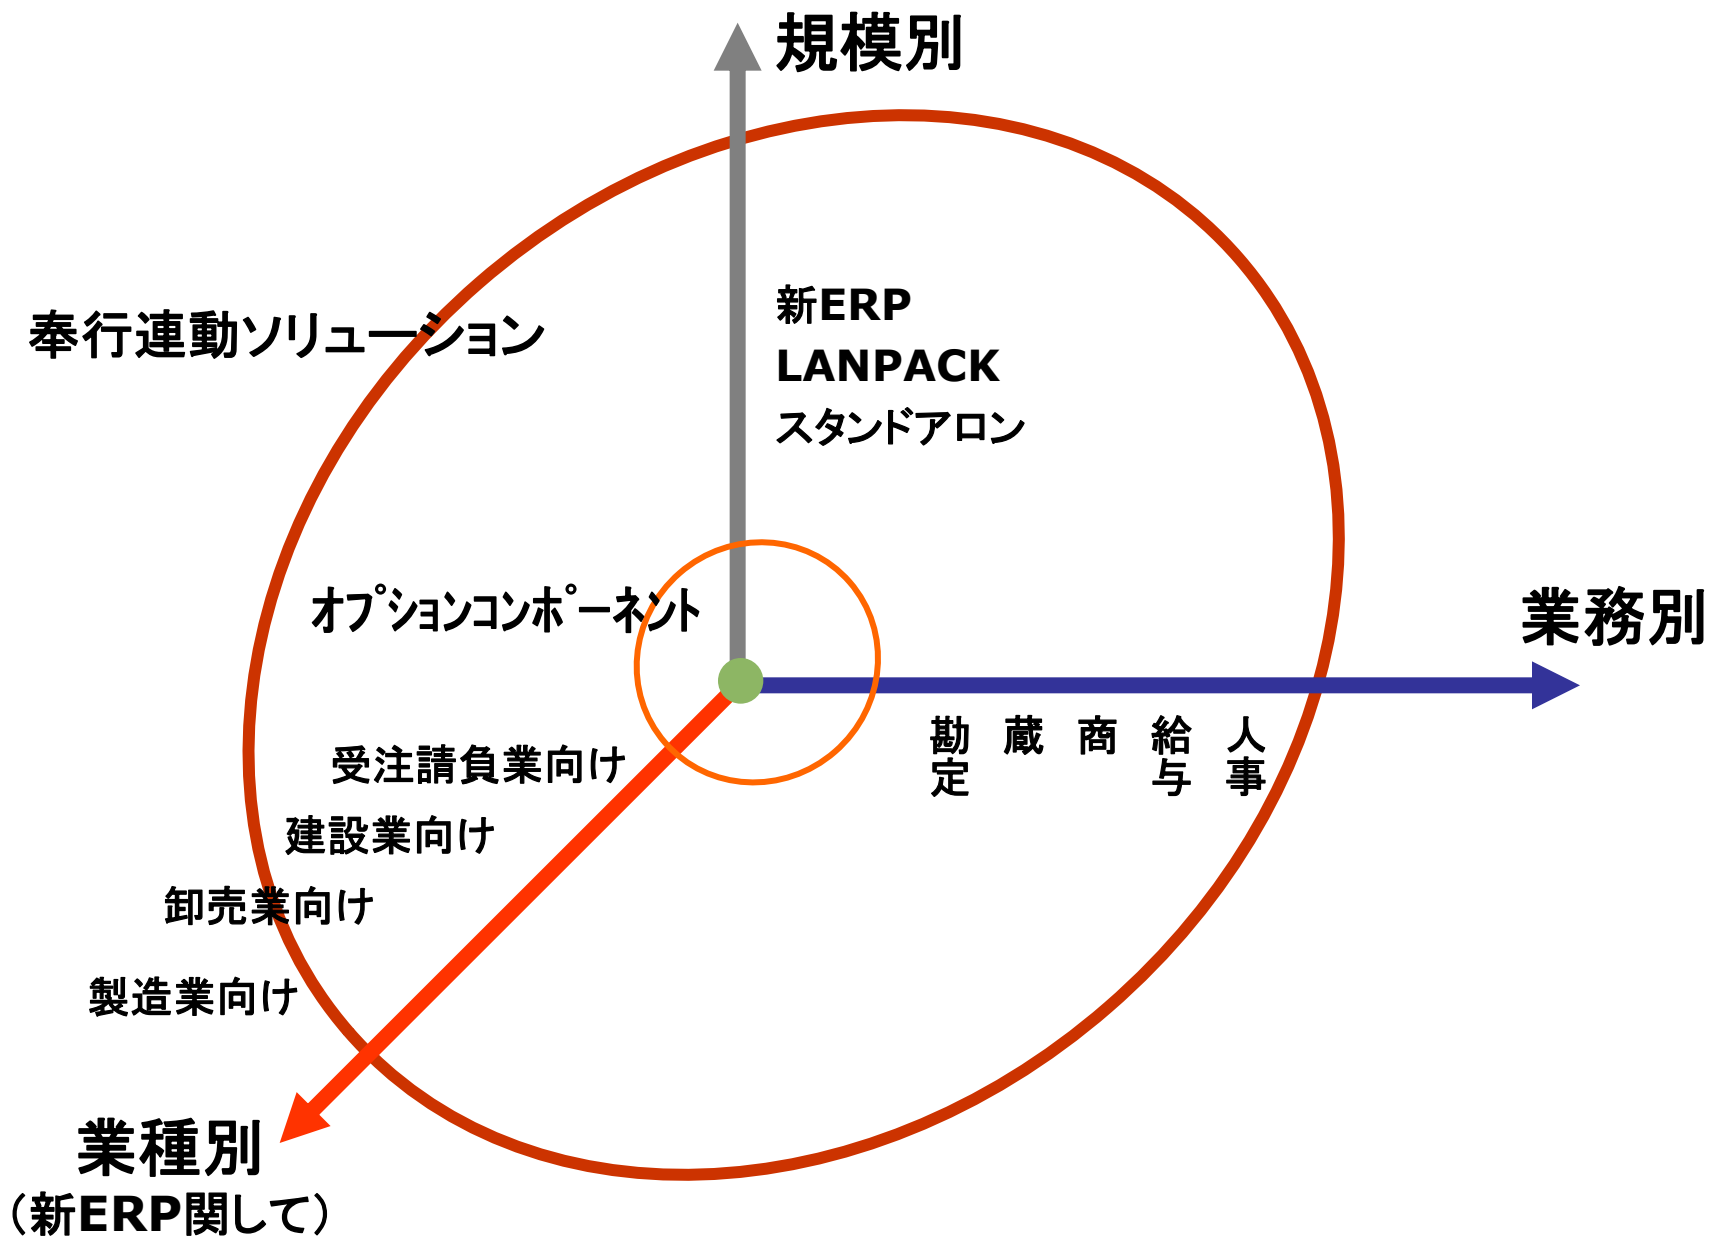 規模別
奉行連動ソリューション
新ERP
LANPACK
スタンドアロン
オプションコンポーネント
業務別
勘定
蔵
商
給与
人事
受注請負業向け
建設業向け
卸売業向け
製造業向け
業種別
（新ERP関して）